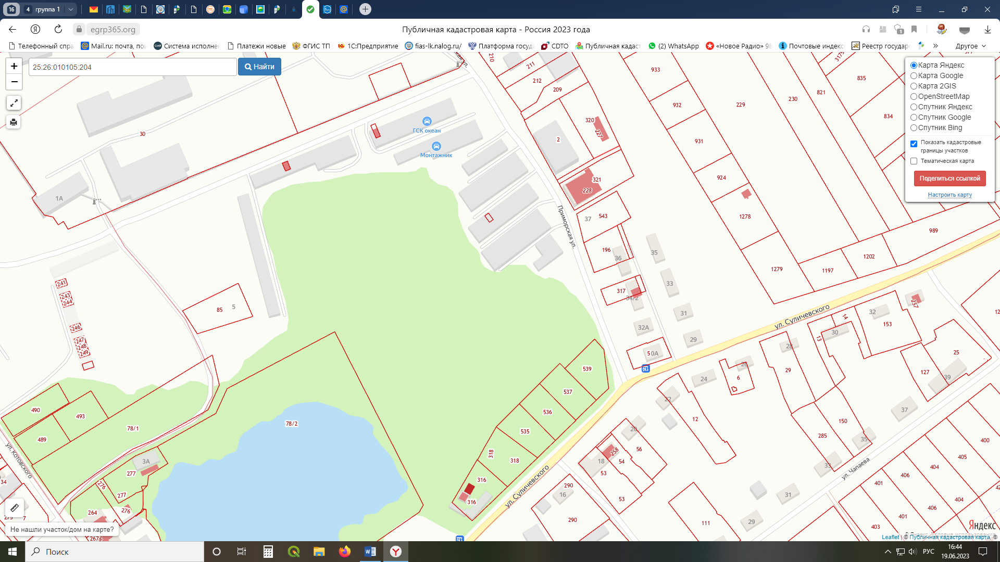 16
4 группа 1
egrp365.org
Публичная кадастровая карта - Россия 2023 года
1
Телефонный спра
Mail.ru: почта, пои
Система исполнен
Платежи новые
ФГИС ТП
1С:Предприятие
fias-lk.nalog.ru/
Платформа госуда
CDTO
Публичная кадаст
(2) WhatsApp
«Новое Радио» 98
Почтовые индекс
Реестр государ
»
Другое
+
−
25:26:010105:204
Найти
Карта Яндекс
Карта Google
Карта 2GIS
OpenStreetMap
Спутник Яндекс
Спутник Google
Спутник Bing
Показать кадастровые
границы участков
Тематическая карта
Поделиться ссылкой
Настроить карту
210
211
212
209
933
932
931
924
1278
1279
229
230
821
835
834
3175
989
1202
1197
320
227
2
321
228
37
543
196
36
35
33
31
29
317
34/2
32А
50А
30
1А
ГСК океан
Монтажник
Приморская ул.
ул. Суличевского
241
243
244
246
247
248
249
85
5
490
493
489
78/1
78/2
3А
277
277
276
276
264
267
34
7
ул. Котовского
539
537
536
535
318
318
316
316
ул. Суличевского
24
22
20
18
258
54
53
53
56
12
6
26
28
29
13
14
30
32
153
257
25
127
39
37
150
285
35
33
31
29
ул. Чапаева
290
290
16
111
400
405
404
406
401
404
406
401
403
Не нашли участок/дом на карте?
Яндекс
Leaflet | © Публичная кадастровая карта, ©
Поиск
РУС
16:44
19.06.2023